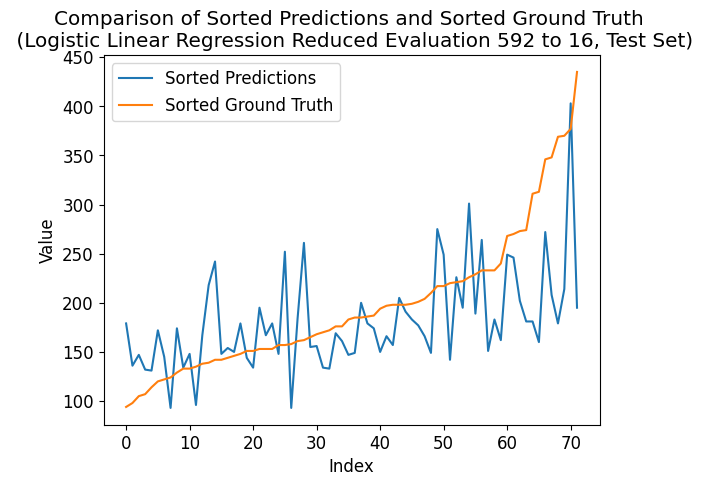 Comparison of Sorted Predictions and Sorted Ground Truth
(Logistic Linear Regression Reduced Evaluation 592 to 16, Test Set)
Sorted Predictions
Sorted Ground Truth
450
400
350
300
250
200
150
100
Value
0 10 20 30 40 50 60 70
Index